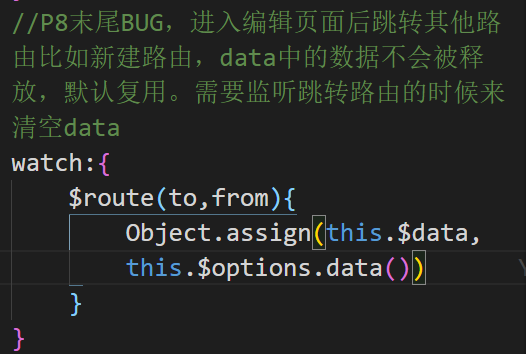 //P8末尾BUG，进入编辑页面后跳转其他路
由比如新建路由，data中的数据不会被释
放，默认复用。需要监听跳转路由的时候来
清空data
watch:{
$route(to,from){
Object.assign(this.$data,
this.$options.data())
}
}